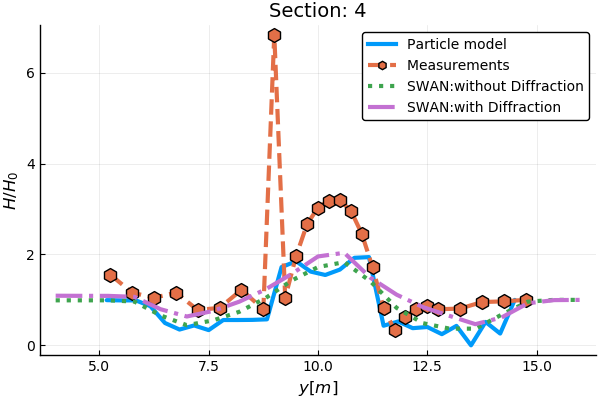 Section: 4
Particle model
Measurements
SWAN:without Diffraction
SWAN:with Diffraction
6
4
2
0
H/H₀
5.0 7.5 10.0 12.5 15.0
y[m]